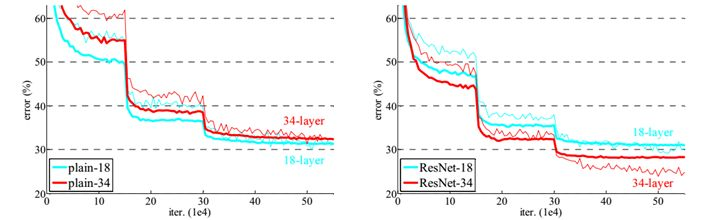 60
50
40
30
20
error (%)
0
10
20
30
40
50
iter. (1e4)
34-layer
18-layer
plain-18
plain-34
60
50
40
30
20
error (%)
0
10
20
30
40
50
iter. (1e4)
18-layer
34-layer
ResNet-18
ResNet-34